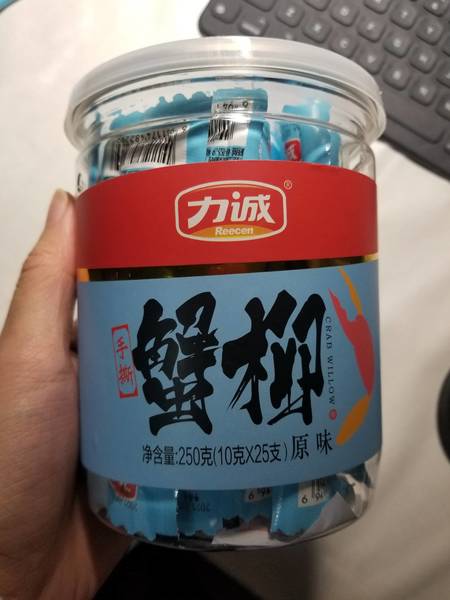 力诚®
Reecen
手撕
蟹柳
CRAB WILLOW
净含量:250克(10克X25支)
原味